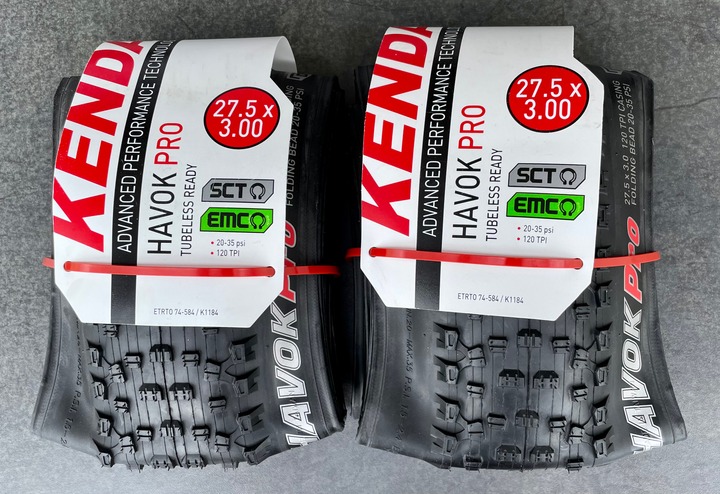 KENDA
ADVANCED PERFORMANCE TECHNOLOGY
HAVOK PRO
TUBELESS READY
27.5 x
3.00
SCT
EMC
• 20-35 psi
• 120 TPI
ETRTO 74-584 / K1184
FOLDING BEAD 20-35 PSI
HAVOK PRO
KENDA
ADVANCED PERFORMANCE TECHNOLOGY
HAVOK PRO
TUBELESS READY
27.5 x
3.00
SCT
EMC
• 20-35 psi
• 120 TPI
ETRTO 74-584 / K1184
27.5 x 3.0 120 TPI CASING
FOLDING BEAD 20-35 PSI
HAVOK PRO